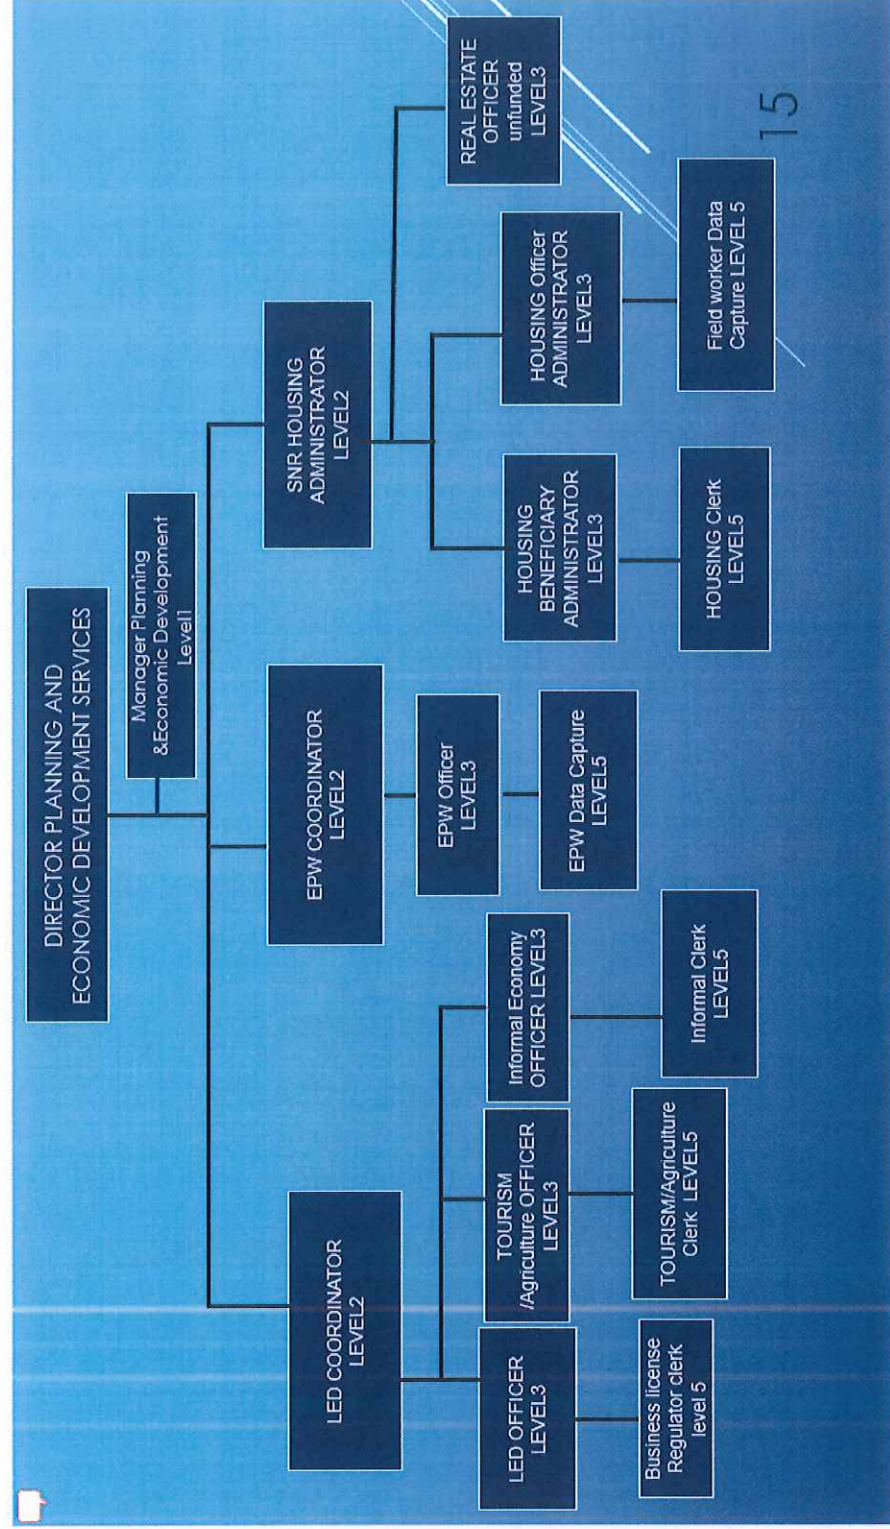 DIRECTOR PLANNING AND
ECONOMIC DEVELOPMENT SERVICES
Manager Planning
&Economic Development
Level1
LED COORDINATOR
LEVEL2
EPW COORDINATOR
LEVEL2
SNR HOUSING
ADMINISTRATOR
LEVEL2
LED OFFICER
LEVEL3
TOURISM
/Agriculture OFFICER
LEVEL3
Informal Economy
OFFICER LEVEL3
EPW Officer
LEVEL3
HOUSING
BENEFICIARY
ADMINISTRATOR
LEVEL3
HOUSING Officer
ADMINISTRATOR
LEVEL3
REAL ESTATE
OFFICER
unfunded
LEVEL3
Business license
Regulator clerk
level 5
TOURISM/Agriculture
Clerk LEVEL5
Informal Clerk
LEVEL5
EPW Data Capture
LEVEL5
HOUSING Clerk
LEVEL5
Field worker Data
Capture LEVEL 5
15